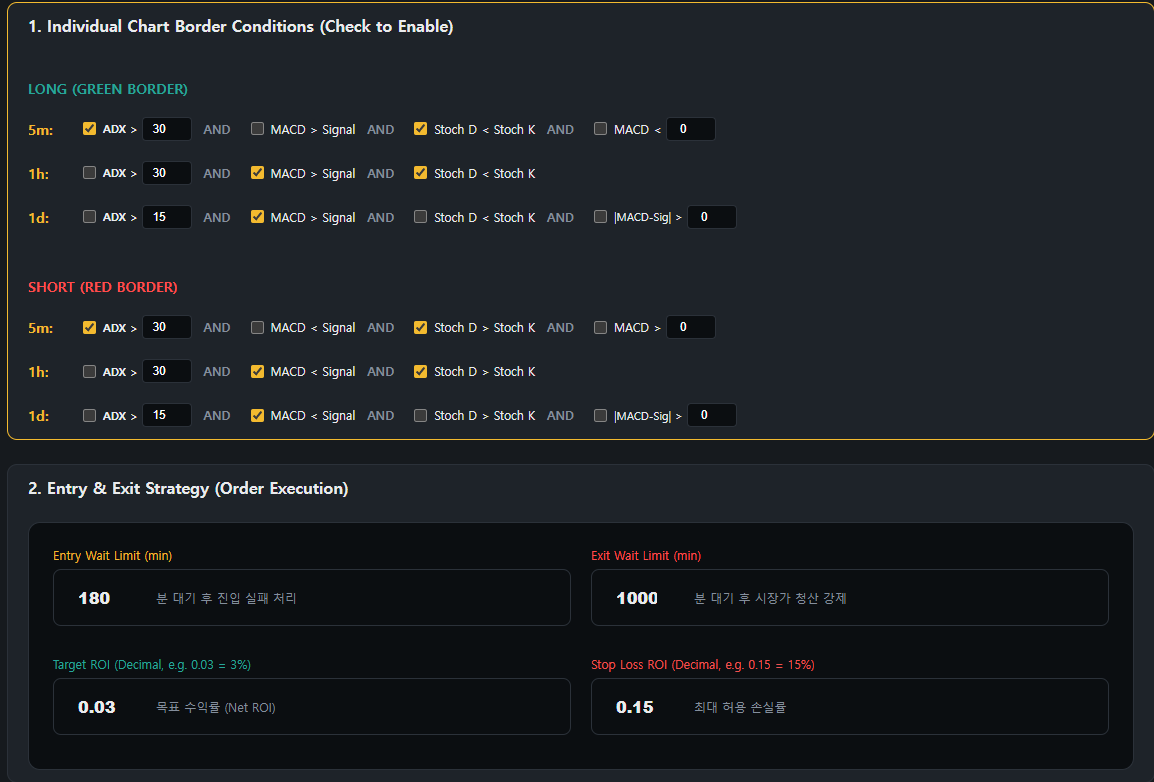 1. Individual Chart Border Conditions (Check to Enable)
LONG (GREEN BORDER)
5m: ADX > 30 AND MACD > Signal AND Stoch D < Stoch K AND MACD < 0
1h: ADX > 30 AND MACD > Signal AND Stoch D < Stoch K
1d: ADX > 15 AND MACD > Signal AND Stoch D < Stoch K AND |MACD-Sig| > 0
SHORT (RED BORDER)
5m: ADX > 30 AND MACD < Signal AND Stoch D > Stoch K AND MACD > 0
1h: ADX > 30 AND MACD < Signal AND Stoch D > Stoch K
1d: ADX > 15 AND MACD < Signal AND Stoch D > Stoch K AND |MACD-Sig| > 0
2. Entry & Exit Strategy (Order Execution)
Entry Wait Limit (min)
180 분 대기 후 진입 실패 처리
Exit Wait Limit (min)
1000 분 대기 후 시장가 청산 강제
Target ROI (Decimal, e.g. 0.03 = 3%)
0.03 목표 수익률 (Net ROI)
Stop Loss ROI (Decimal, e.g. 0.15 = 15%)
0.15 최대 허용 손실률